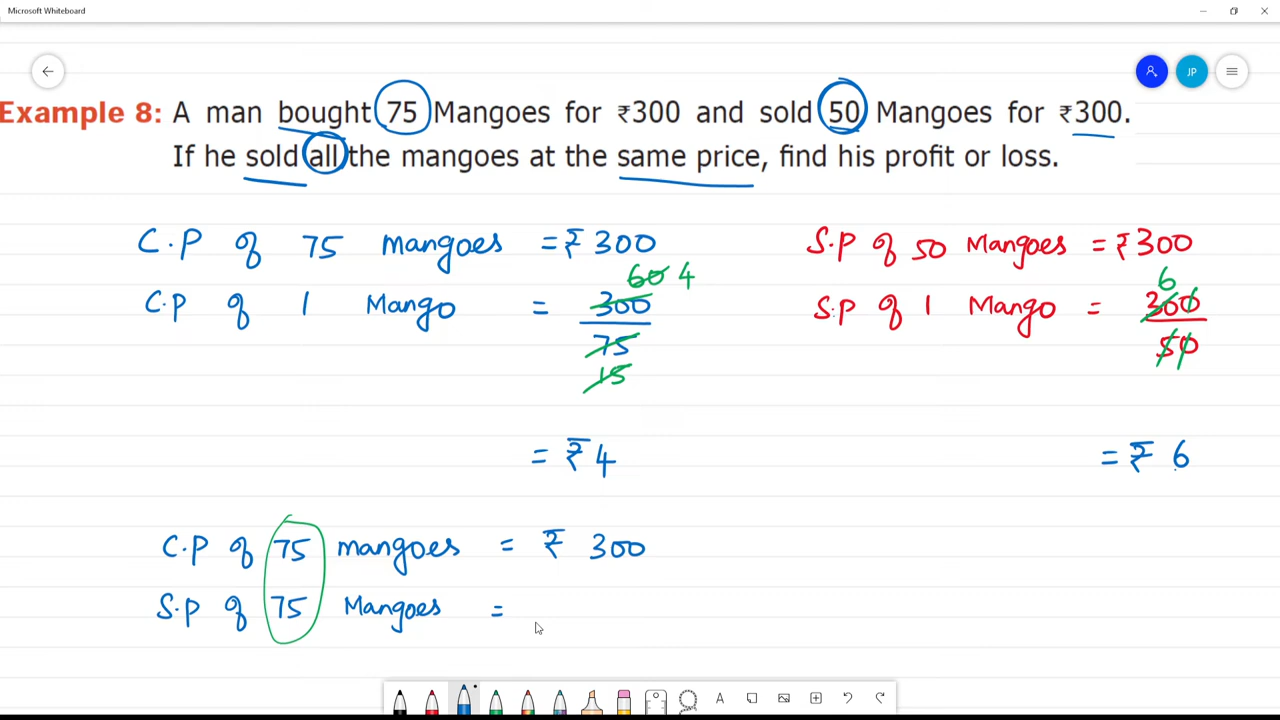 Microsoft Whiteboard
JP
Example 8: A man bought 75 Mangoes for ₹300 and sold 50 Mangoes for ₹300.
If he sold all the mangoes at the same price, find his profit or loss.
C.P of 75 mangoes = ₹ 300
S.P of 50 Mangoes = ₹300
60 4
6
C.P of 1 Mango = 300
S.P of 1 Mango = 300
75
50
15
= ₹ 4
= ₹ 6
C.P of 75 mangoes = ₹ 300
S.P of 75 Mangoes =
A